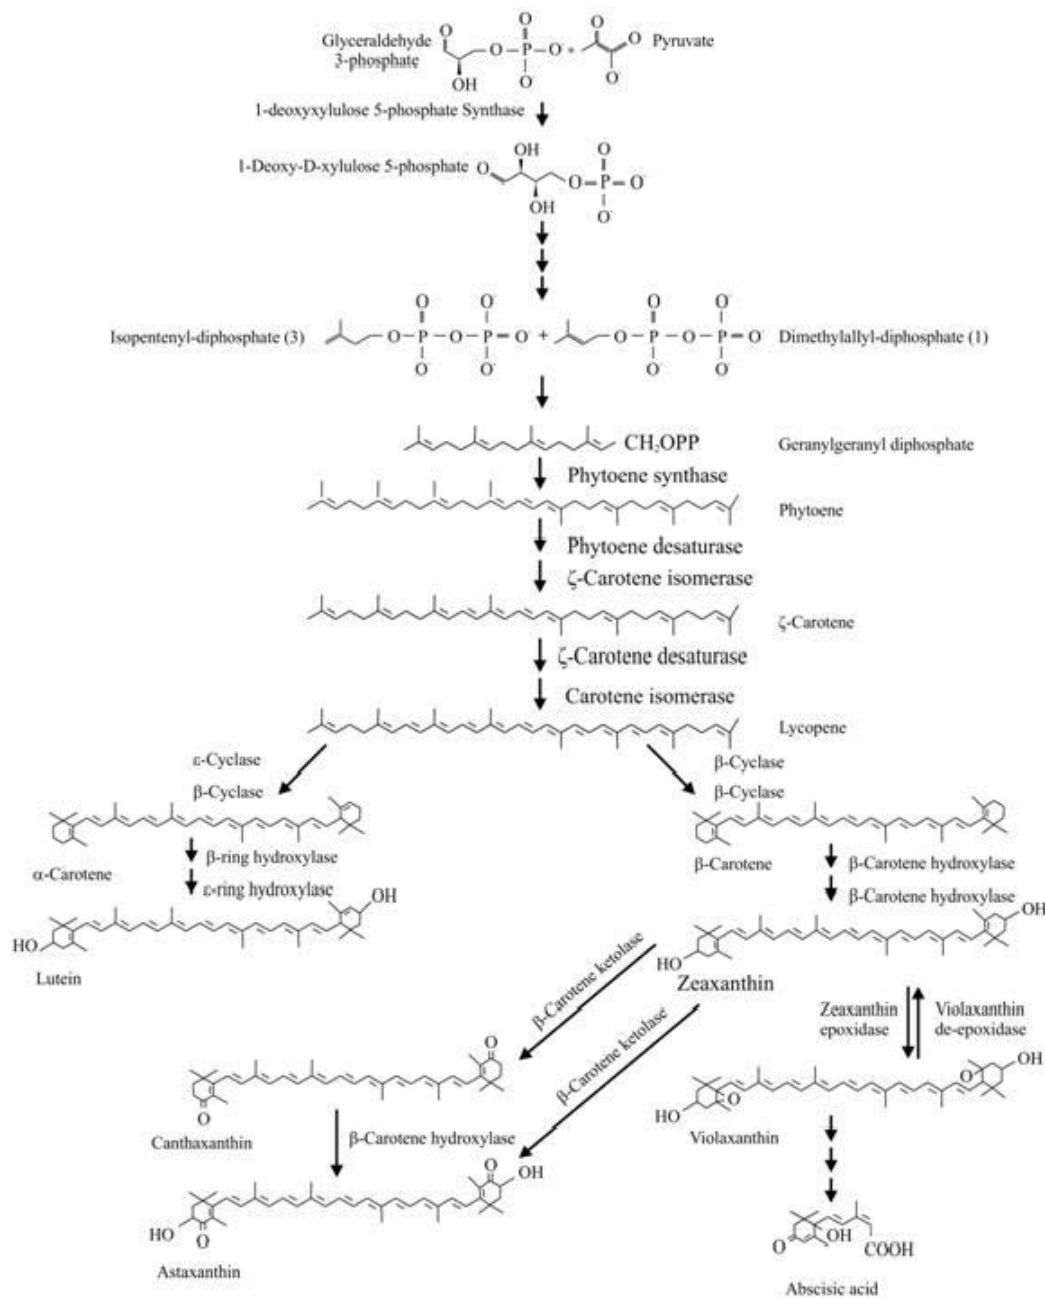 Glyceraldehyde
3-phosphate
Pyruvate
1-deoxyxylulose 5-phosphate Synthase
1-Deoxy-D-xylulose 5-phosphate
Isopentenyl-diphosphate (3)
+
Dimethylallyl-diphosphate (1)
CH₂OPP
Geranylgeranyl diphosphate
Phytoene synthase
Phytoene
Phytoene desaturase
ζ-Carotene isomerase
ζ-Carotene
ζ-Carotene desaturase
Carotene isomerase
Lycopene
ε-Cyclase
β-Cyclase
β-Cyclase
β-Cyclase
α-Carotene
β-ring hydroxylase
ε-ring hydroxylase
β-Carotene
β-Carotene hydroxylase
β-Carotene hydroxylase
OH
HO
Lutein
OH
HO
Zeaxanthin
β-Carotene ketolase
β-Carotene ketolase
Zeaxanthin
epoxidase
Violaxanthin
de-epoxidase
O
O
Canthaxanthin
β-Carotene hydroxylase
OH
O
O
HO
Violaxanthin
O
OH
HO
O
Astaxanthin
O
OH
COOH
Abscisic acid